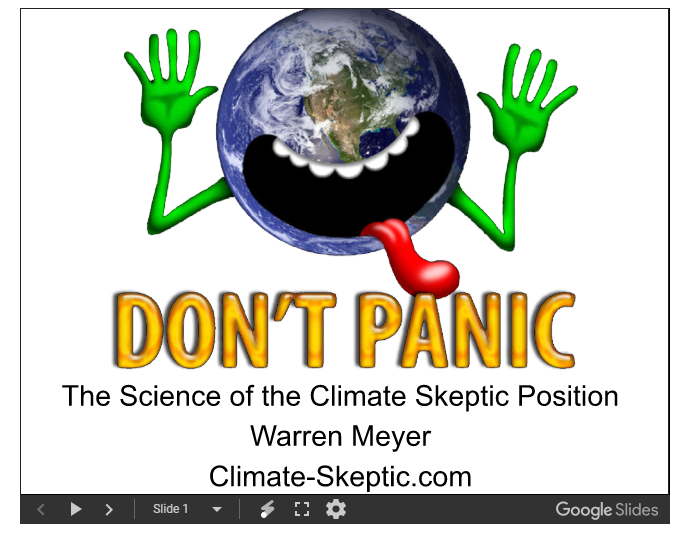 DON'T PANIC
The Science of the Climate Skeptic Position
Warren Meyer
Climate-Skeptic.com
Slide 1
Google Slides